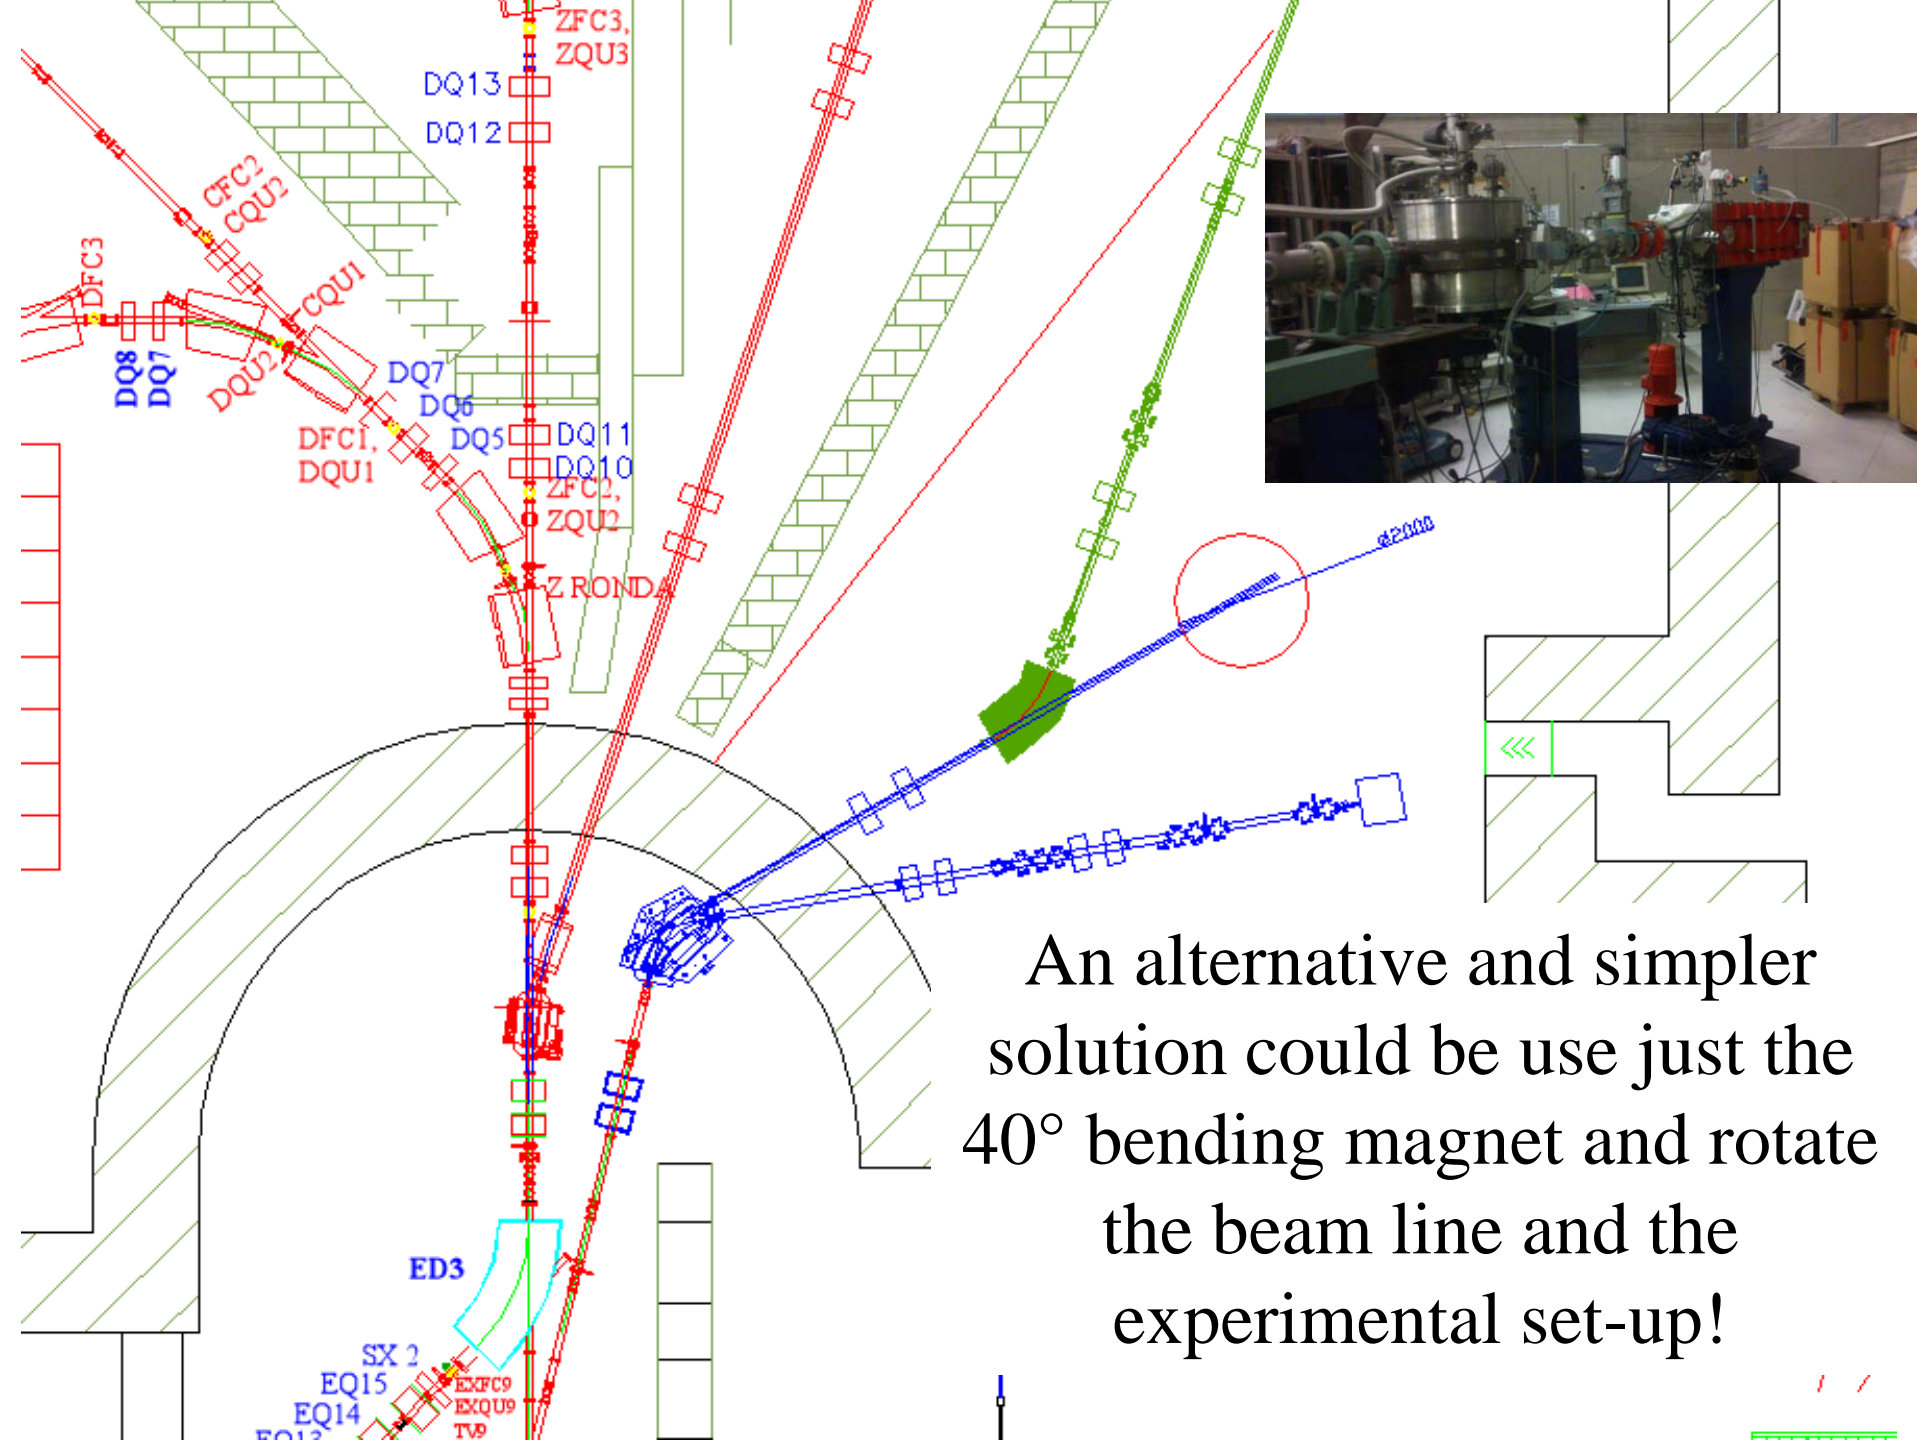 ZFC3,
ZQU3
DQ13
DQ12
CFC2
CQU2
DFC3
CQU1
DQ8
DQ7
DQU2
DQ7
DQ6
DQ5
DFC1,
DQU1
DQ11
DQ10
ZFC2,
ZQU2
Z RONDA
ø2000
An alternative and simpler
solution could be use just the
40° bending magnet and rotate
the beam line and the
experimental set-up!
ED3
SX 2
EQ15
EQ14
EQ13
EXFC9
EXQU9
TV9